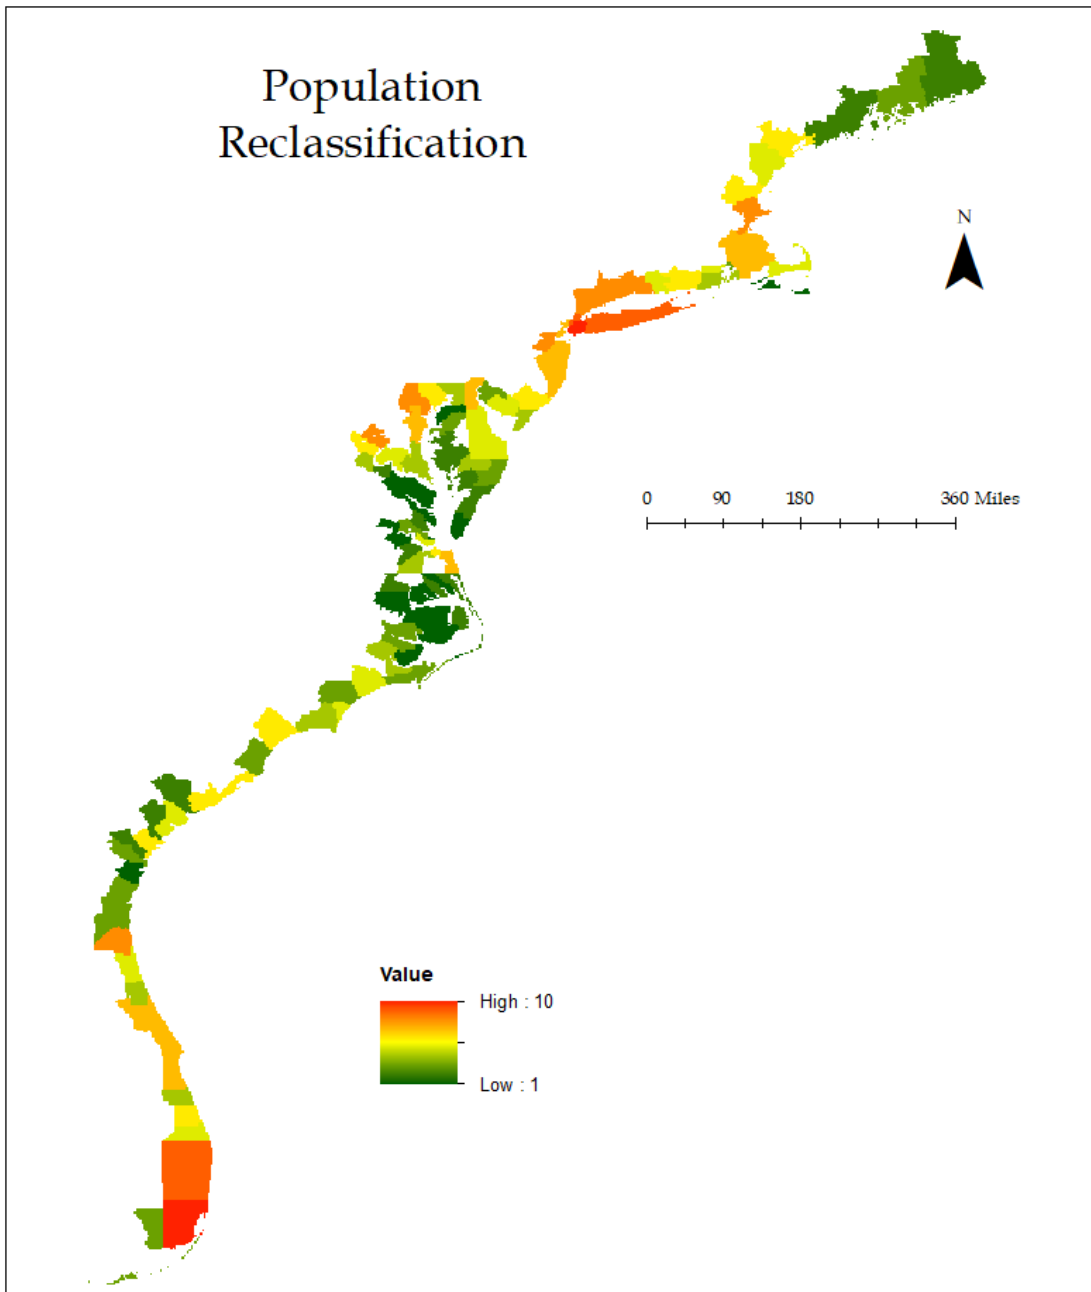 Population
Reclassification
N
0 90 180 360 Miles
Value
High : 10
Low : 1